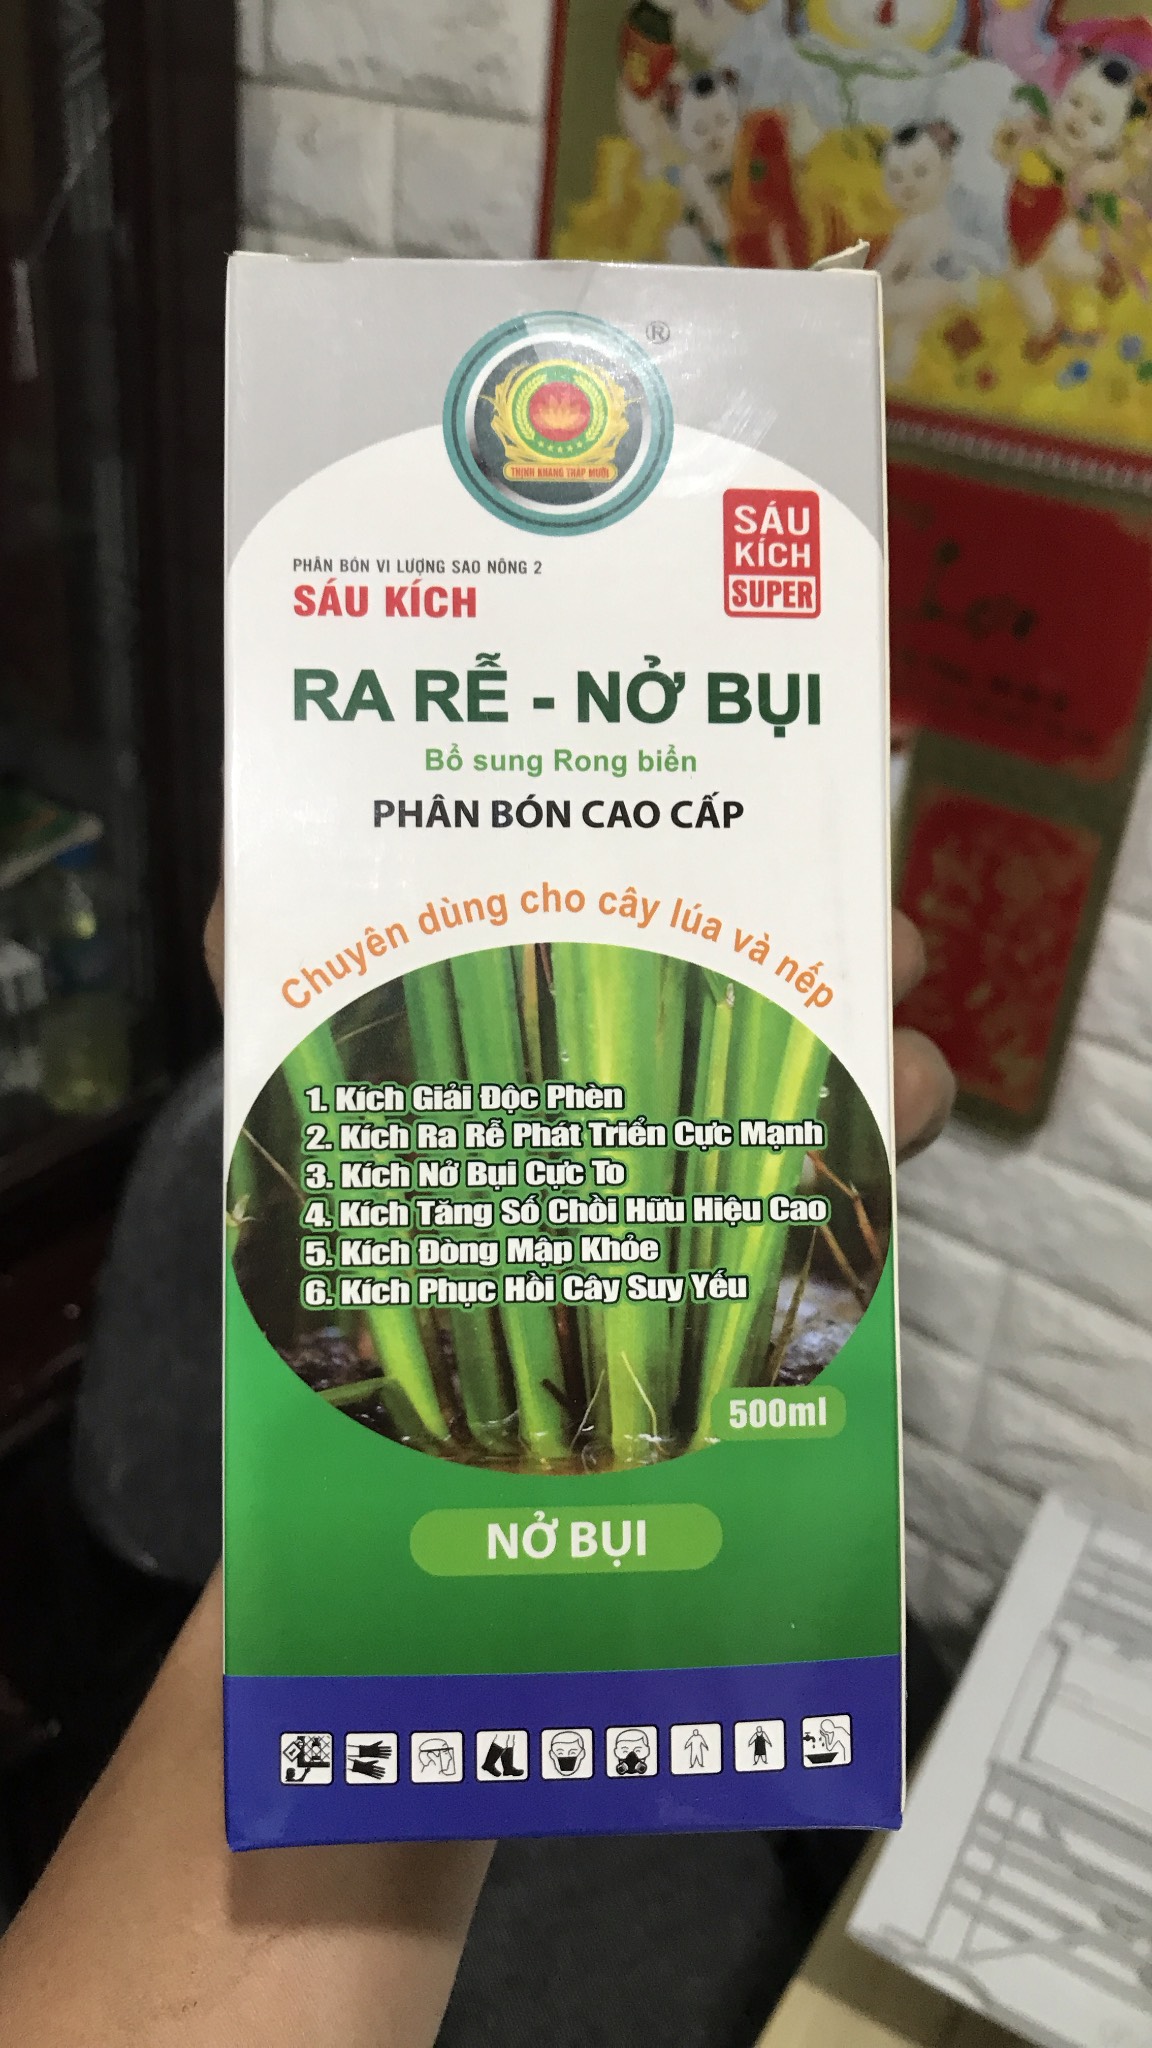 ®
THỊNH KHANG THÁP MƯỜI
SÁU
KÍCH
SUPER
PHÂN BÓN VI LƯỢNG SAO NÔNG 2
SÁU KÍCH
RA RỄ - NỞ BỤI
Bổ sung Rong biển
PHÂN BÓN CAO CẤP
Chuyên dùng cho cây lúa và nếp
1. Kích Giải Độc Phèn
2. Kích Ra Rễ Phát Triển Cực Mạnh
3. Kích Nở Bụi Cực To
4. Kích Tăng Số Chồi Hữu Hiệu Cao
5. Kích Đòng Mập Khỏe
6. Kích Phục Hồi Cây Suy Yếu
500ml
NỞ BỤI